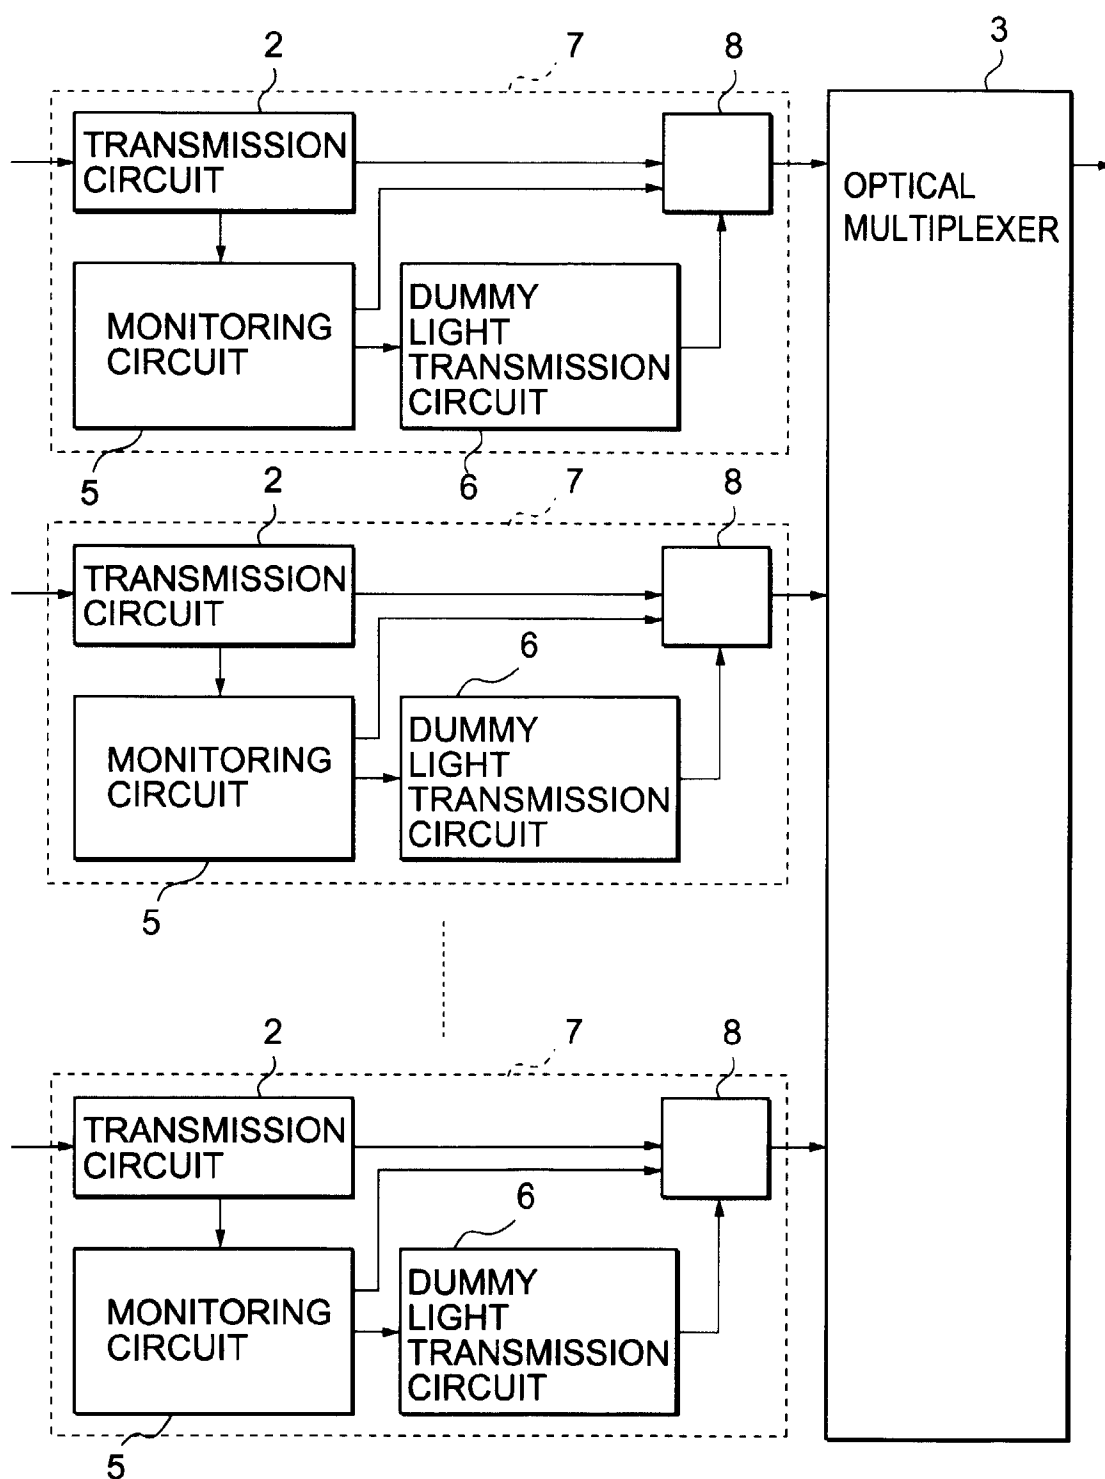 2
7
8
3
TRANSMISSION
CIRCUIT
OPTICAL
MULTIPLEXER
MONITORING
CIRCUIT
DUMMY
LIGHT
TRANSMISSION
CIRCUIT
5
6
2
7
8
TRANSMISSION
CIRCUIT
6
MONITORING
CIRCUIT
DUMMY
LIGHT
TRANSMISSION
CIRCUIT
5
2
7
8
TRANSMISSION
CIRCUIT
6
MONITORING
CIRCUIT
DUMMY
LIGHT
TRANSMISSION
CIRCUIT
5